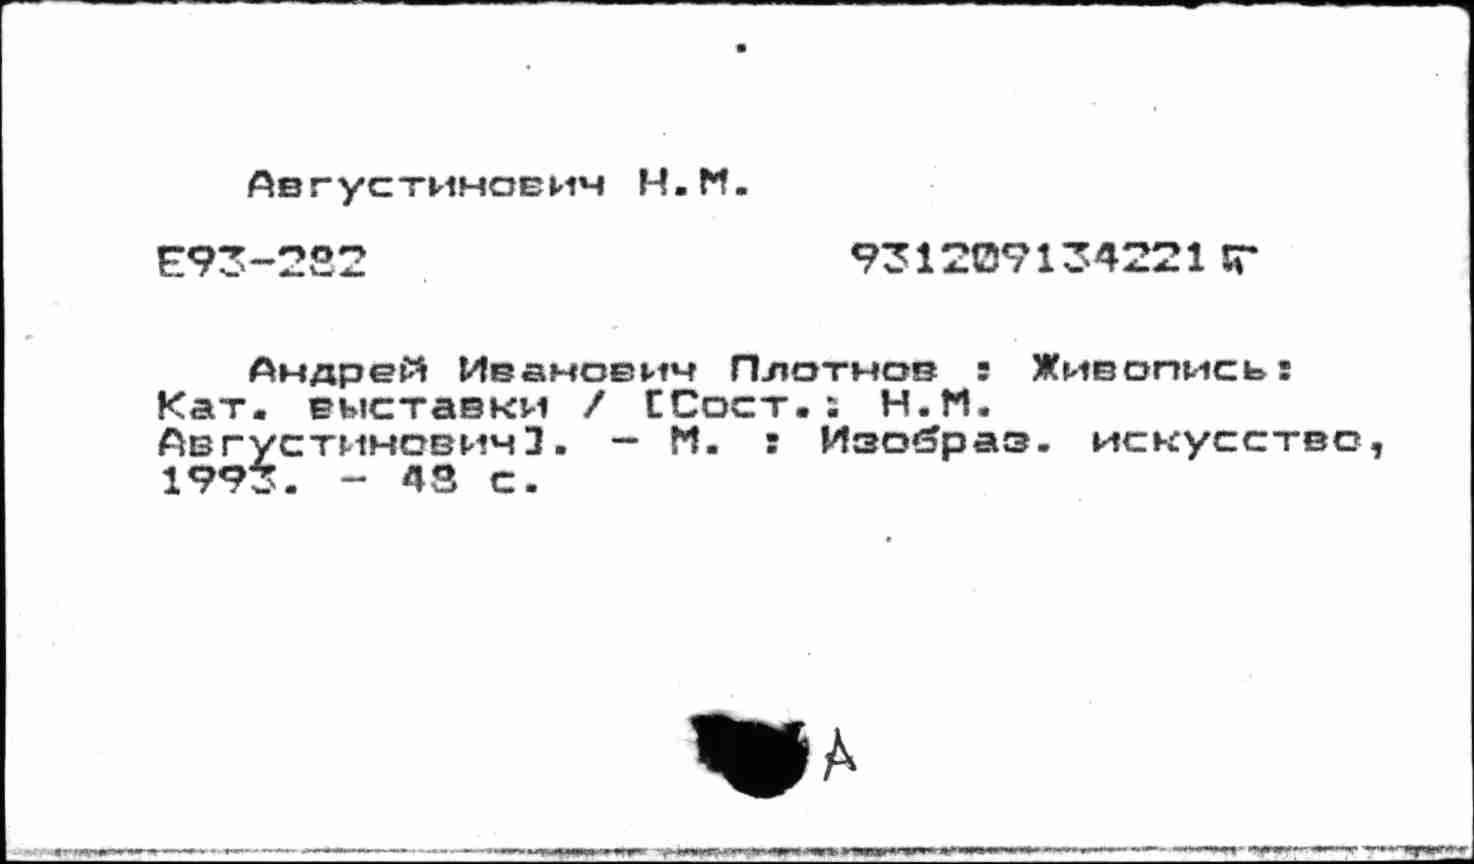 Августинович Н.М.
Е93-282 931209134221
Андрей Иванович Плотнов : Живопись:
Кат. выставки / [Сост.: Н.М.
Августинович]. - М. : Изобраз. искусство,
1993. - 48 с.
А